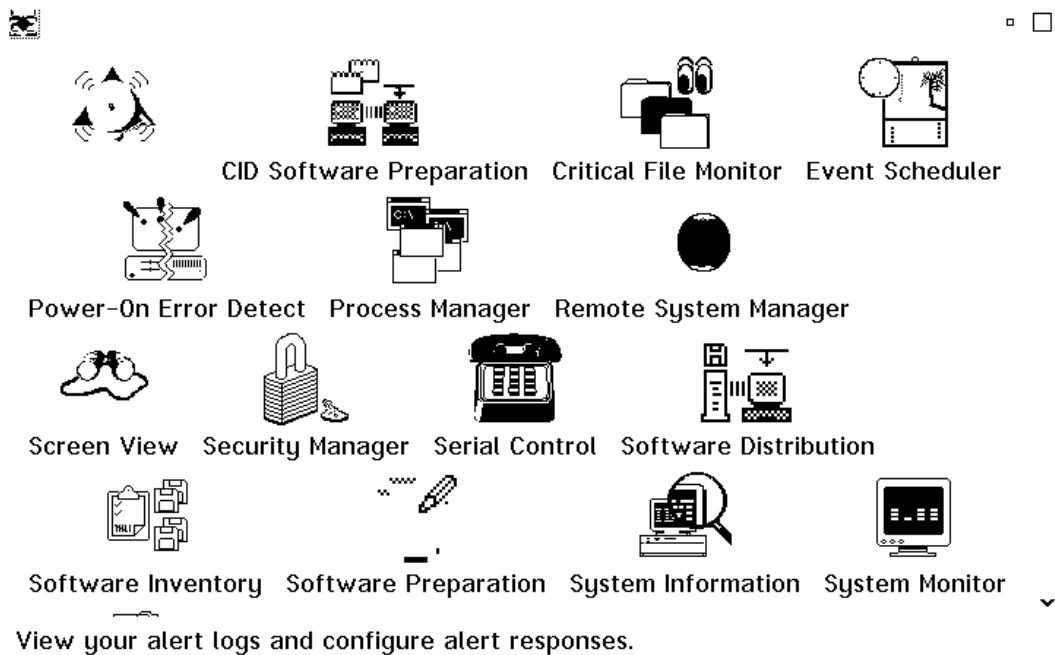 CID Software Preparation Critical File Monitor Event Scheduler
Power-On Error Detect Process Manager Remote System Manager
Screen View Security Manager Serial Control Software Distribution
Software Inventory Software Preparation System Information System Monitor
View your alert logs and configure alert responses.